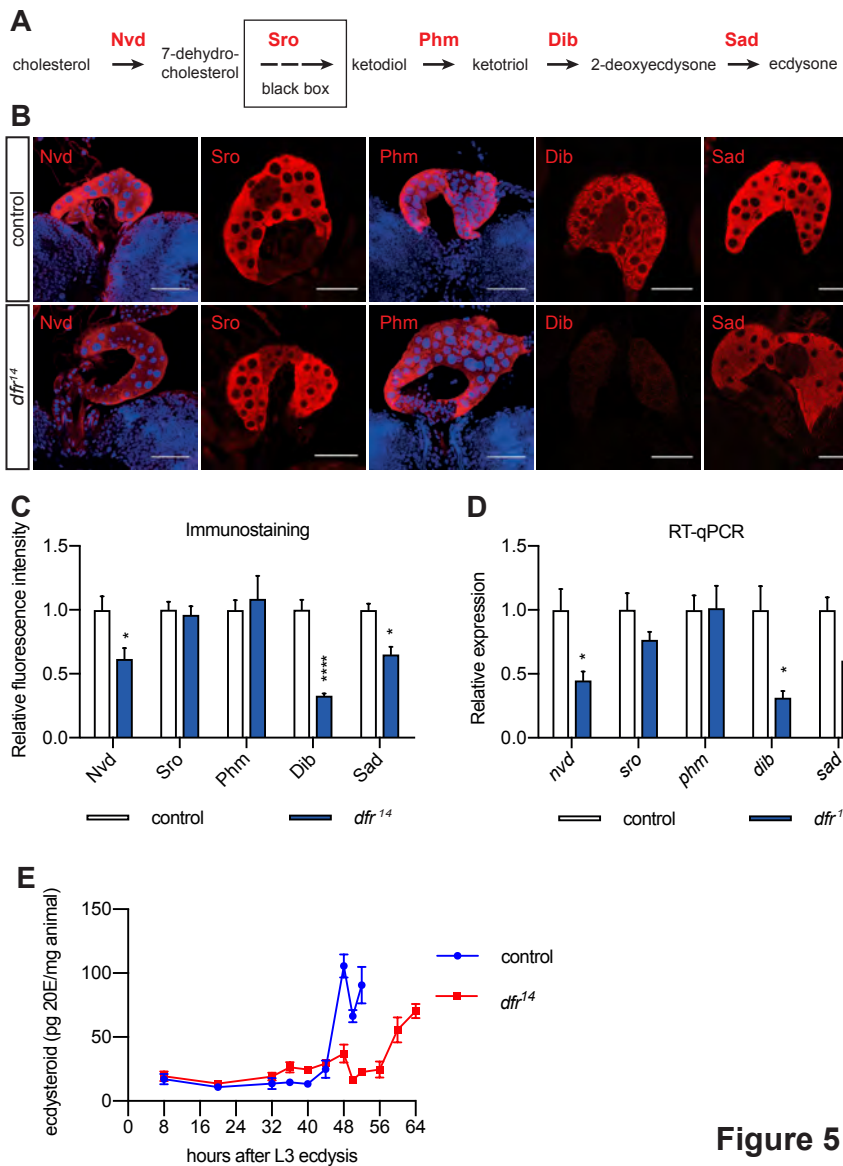 A
Nvd Sro Phm Dib Sad
cholesterol 7-dehydro-cholesterol black box ketodiol ketotriol 2-deoxyecdysone ecdysone
B
control
Nvd Sro Phm Dib Sad
dfr14
Nvd Sro Phm Dib Sad
C
Immunostaining
Relative fluorescence intensity
1.5
1.0
0.5
0.0
* **** *
Nvd Sro Phm Dib Sad
control dfr 14
D
RT-qPCR
Relative expression
1.5
1.0
0.5
0.0
* *
nvd sro phm dib sad
control dfr1
E
ecdysteroid (pg 20E/mg animal)
150
100
50
0
0 8 16 24 32 40 48 56 64
hours after L3 ecdysis
control
dfr14
Figure 5